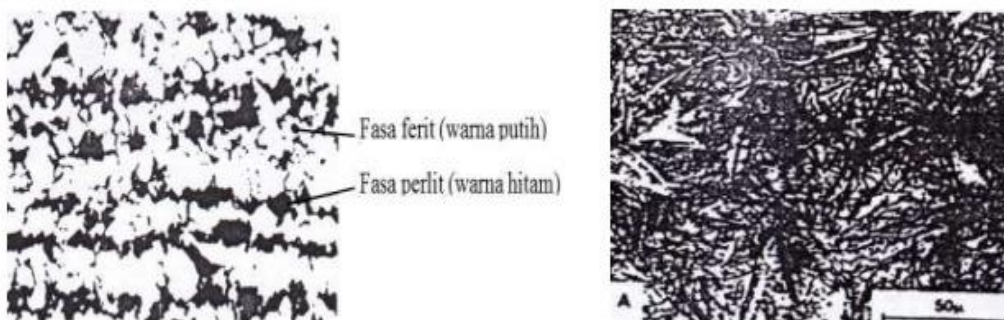 Fasa ferit (warna putih)
Fasa perlit (warna hitam)
A
50μ